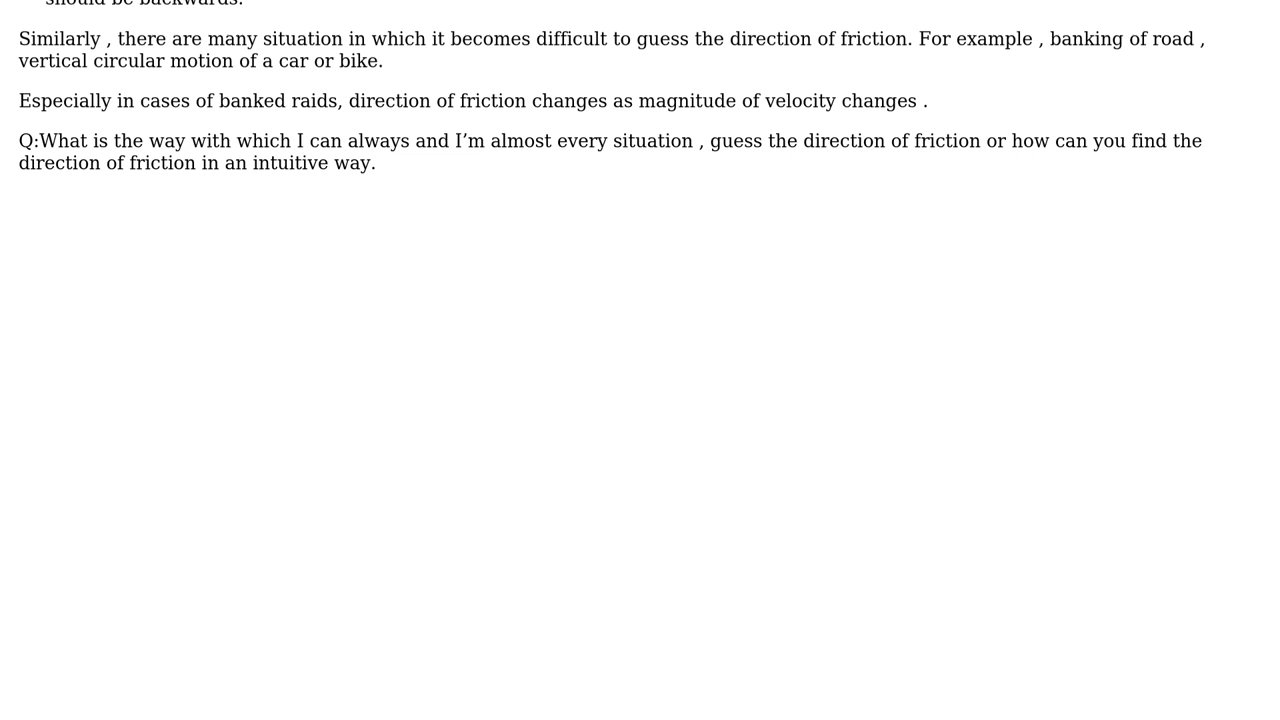 should be backwards.
Similarly , there are many situation in which it becomes difficult to guess the direction of friction. For example , banking of road ,
vertical circular motion of a car or bike.
Especially in cases of banked raids, direction of friction changes as magnitude of velocity changes .
Q:What is the way with which I can always and I’m almost every situation , guess the direction of friction or how can you find the
direction of friction in an intuitive way.